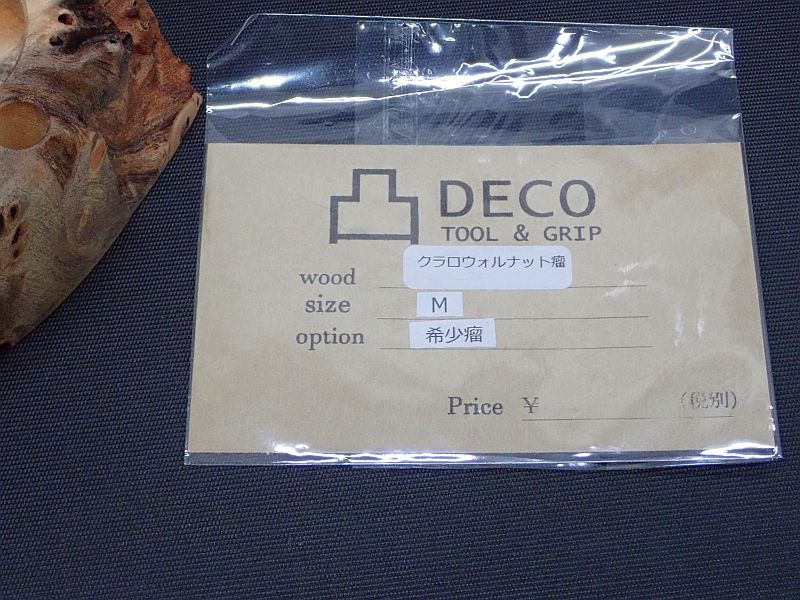 DECO
TOOL & GRIP
wood クラロウォルナット瘤
size M
option 希少瘤
Price ¥ (税別)